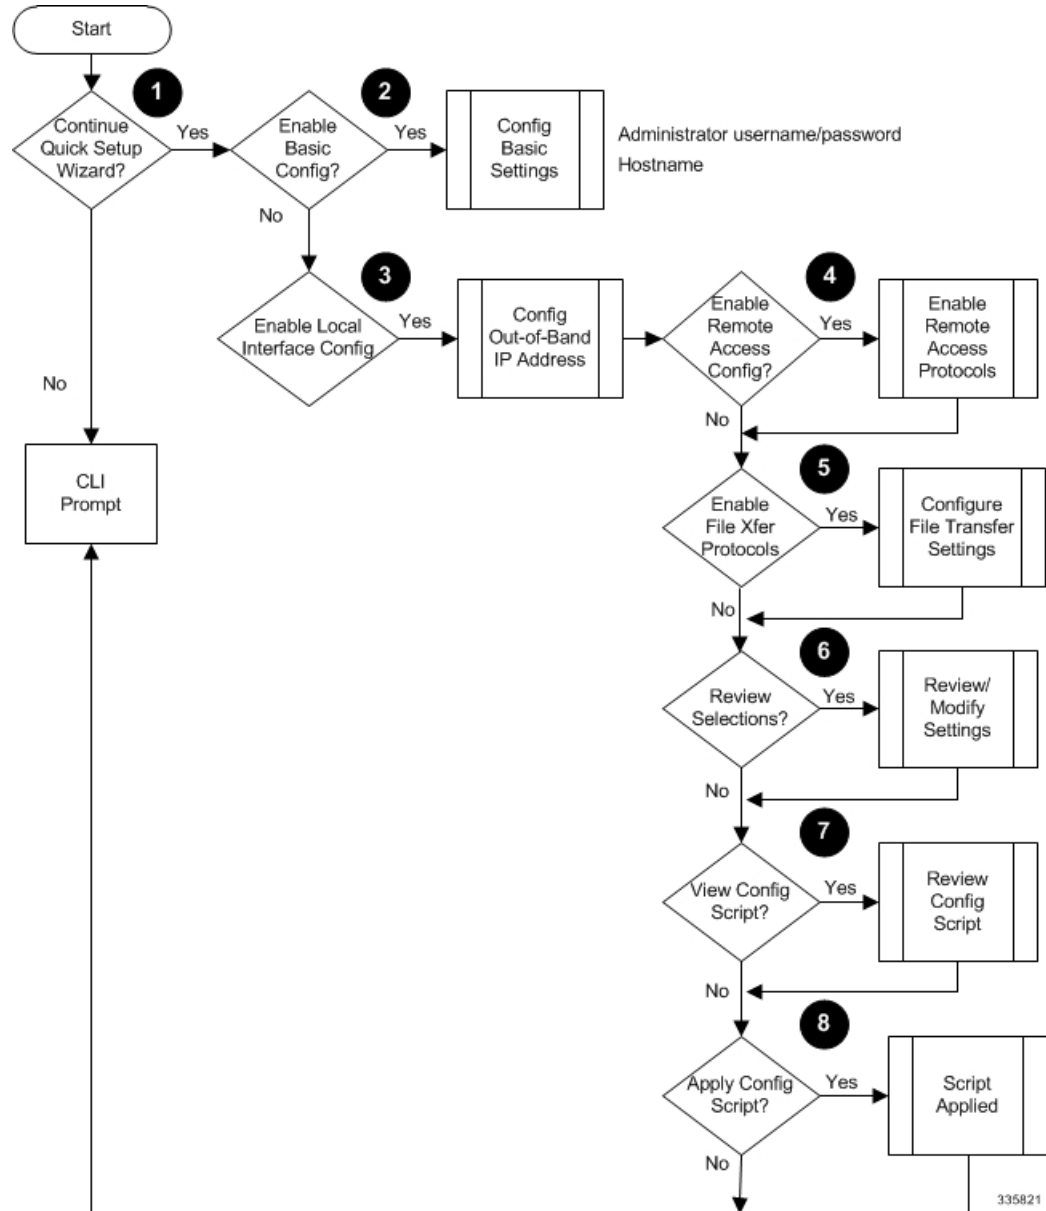 Start
1
Continue
Quick Setup
Wizard?
Yes
2
Enable
Basic
Config?
Yes
Config
Basic
Settings
Administrator username/password
Hostname
No
3
Enable Local
Interface Config
Yes
Config
Out-of-Band
IP Address
4
Enable
Remote
Access
Config?
Yes
Enable
Remote
Access
Protocols
No
No
CLI
Prompt
5
Enable
File Xfer
Protocols
Yes
Configure
File Transfer
Settings
No
6
Review
Selections?
Yes
Review/
Modify
Settings
No
7
View Config
Script?
Yes
Review
Config
Script
No
8
Apply Config
Script?
Yes
Script
Applied
No
335821